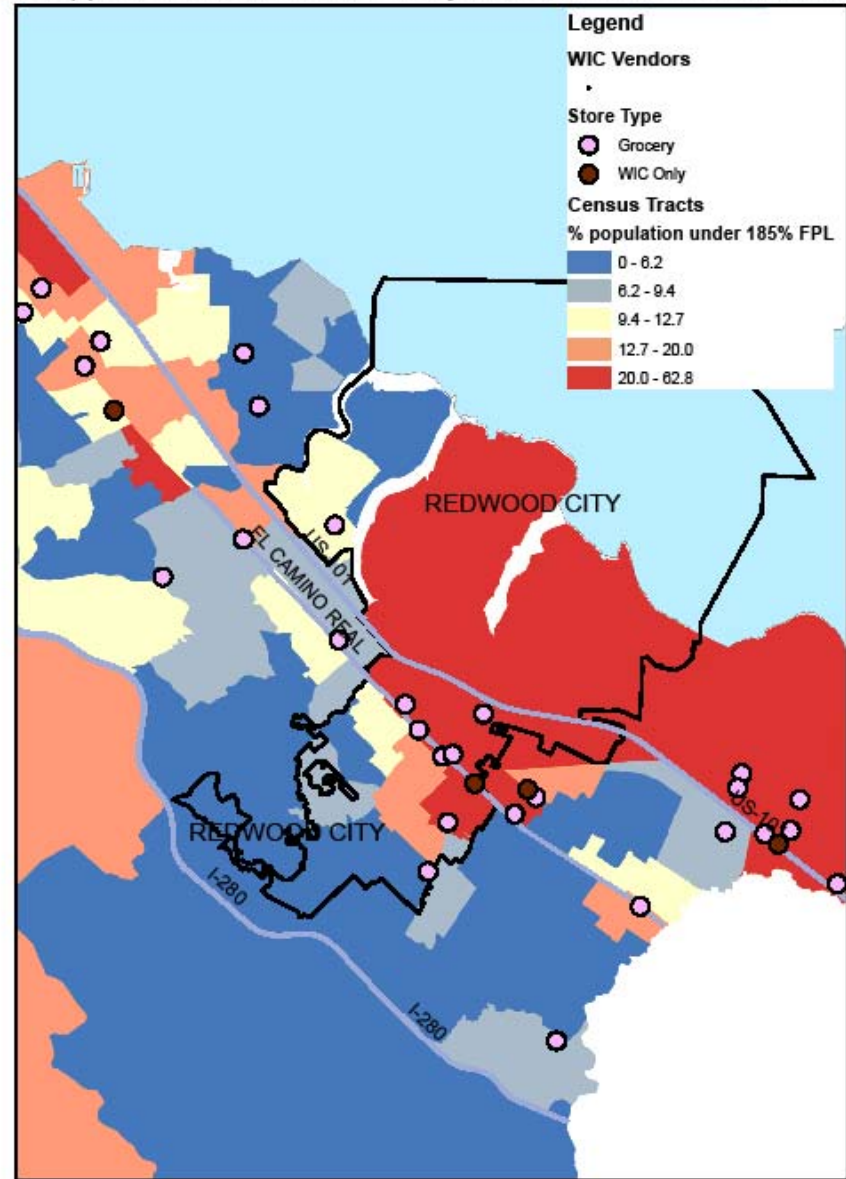 Legend
WIC Vendors
Store Type
Grocery
WIC Only
Census Tracts
% population under 185% FPL
0 - 6.2
6.2 - 9.4
9.4 - 12.7
12.7 - 20.0
20.0 - 62.8
REDWOOD CITY
US-101
EL CAMINO REAL
US-101
REDWOOD CITY
I-280
I-280